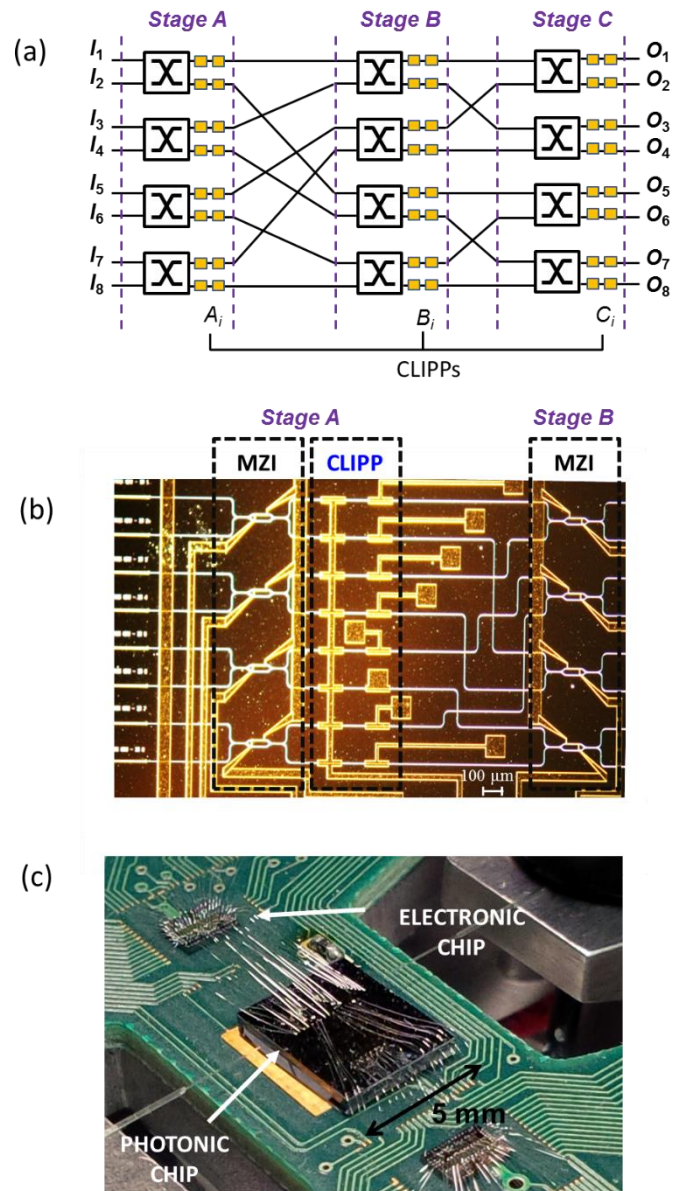 (a)
Stage A Stage B Stage C
I1 O1
I2 O2
I3 O3
I4 O4
I5 O5
I6 O6
I7 O7
I8 O8
Ai Bi Ci
CLIPPs
Stage A Stage B
(b)
MZI CLIPP MZI
100 µm
(c)
ELECTRONIC
CHIP
5 mm
PHOTONIC
CHIP